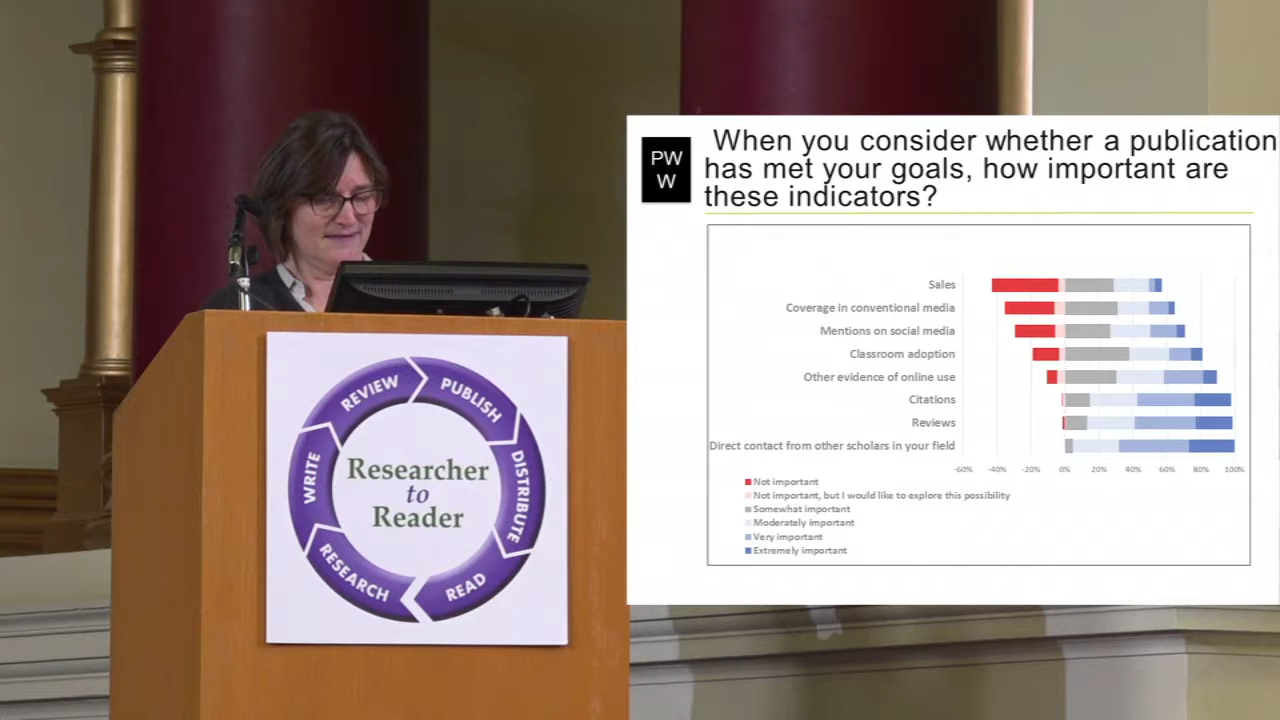 REVIEW
PUBLISH
DISTRIBUTE
READ
RESEARCH
WRITE
Researcher
to
Reader
PW
W
When you consider whether a publication
has met your goals, how important are
these indicators?
Sales
Coverage in conventional media
Mentions on social media
Classroom adoption
Other evidence of online use
Citations
Reviews
Direct contact from other scholars in your field
-60% -40% -20% 0% 20% 40% 60% 80% 100%
Not important
Not important, but I would like to explore this possibility
Somewhat important
Moderately important
Very important
Extremely important